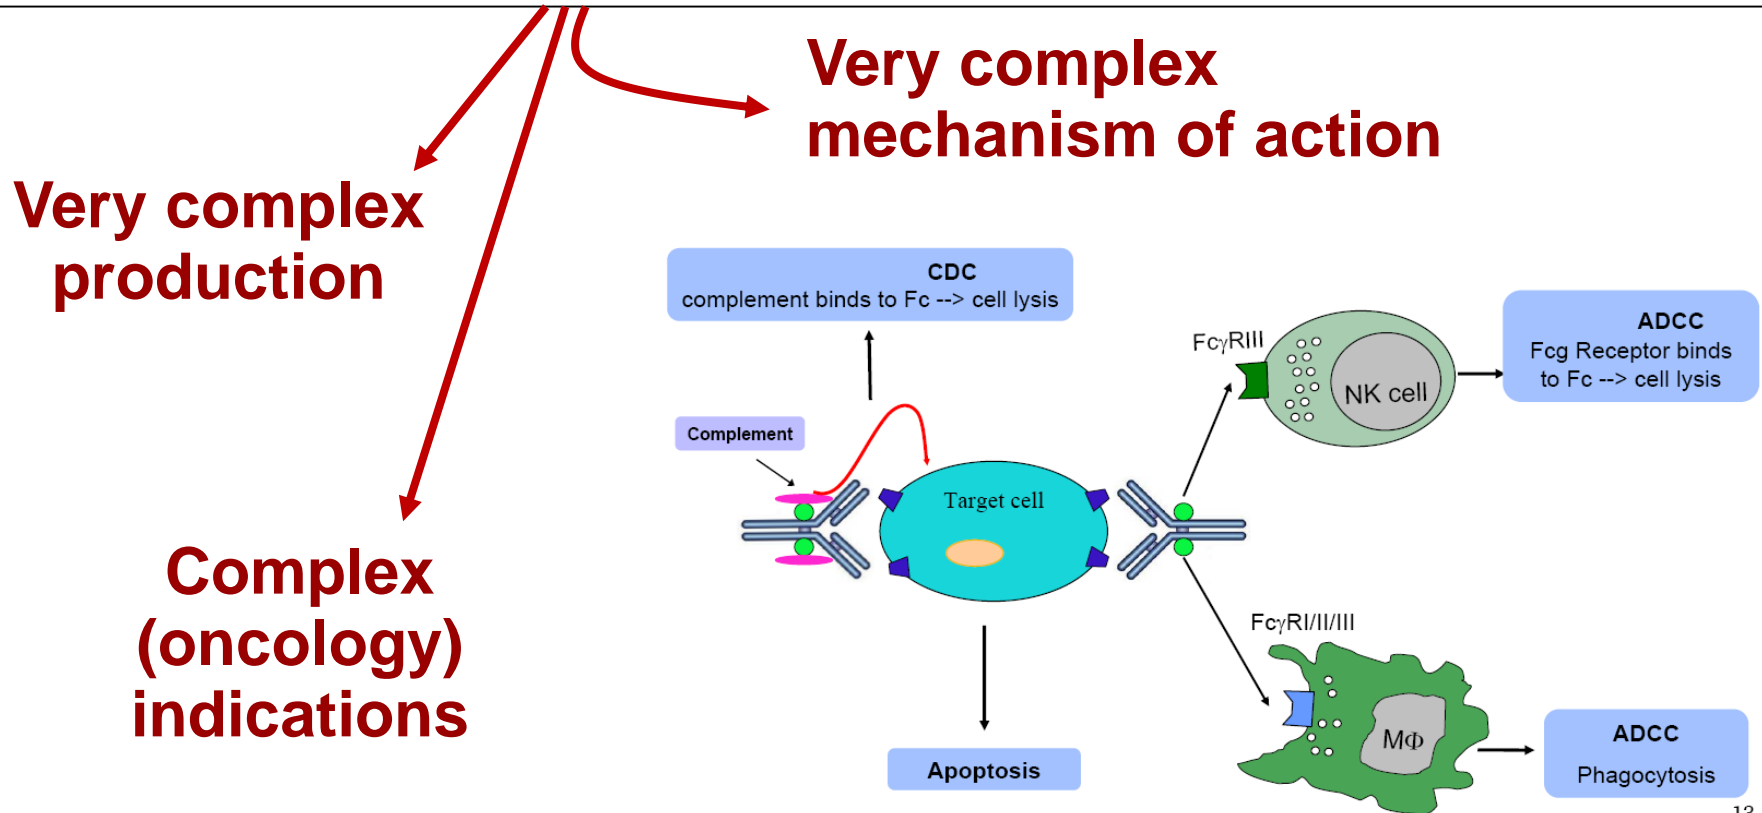 Very complex
mechanism of action
Very complex
production
Complex
(oncology)
indications
CDC
complement binds to Fc --> cell lysis
Complement
Target cell
Apoptosis
FcγRIII
NK cell
ADCC
Fcg Receptor binds
to Fc --> cell lysis
FcγRI/II/III
MΦ
ADCC
Phagocytosis
13